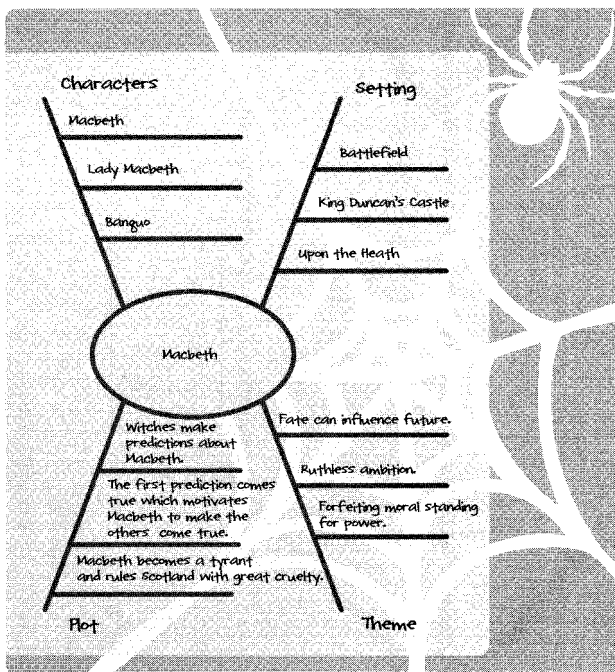 Characters
Macbeth
Lady Macbeth
Banquo
Setting
Battlefield
King Duncan's Castle
Upon the Heath
Macbeth
Witches make
predictions about
Macbeth.
The first prediction comes
true which motivates
Macbeth to make the
others come true.
Macbeth becomes a tyrant
and rules Scotland with great cruelty.
Plot
Fate can influence future.
Ruthless ambition.
Forfeiting moral standing
for power.
Theme